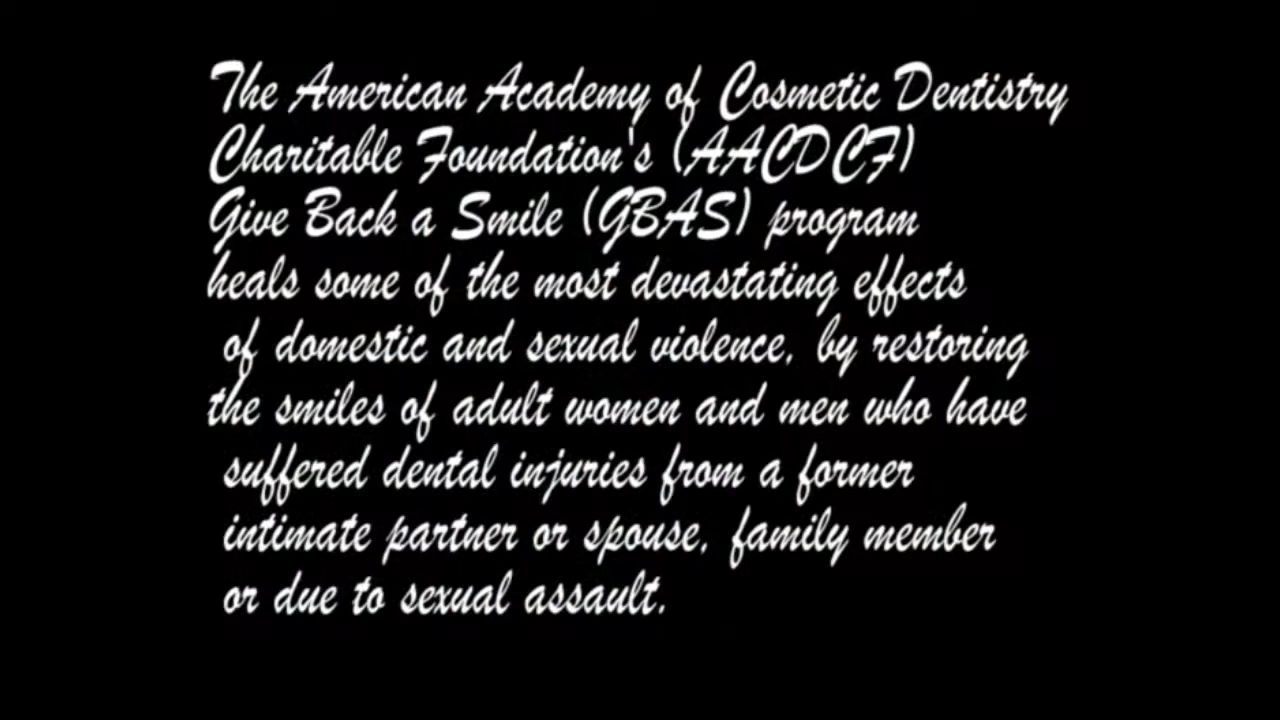 The American Academy of Cosmetic Dentistry
Charitable Foundation's (AACDCF)
Give Back a Smile (GBAS) program
heals some of the most devastating effects
of domestic and sexual violence, by restoring
the smiles of adult women and men who have
suffered dental injuries from a former
intimate partner or spouse, family member
or due to sexual assault.